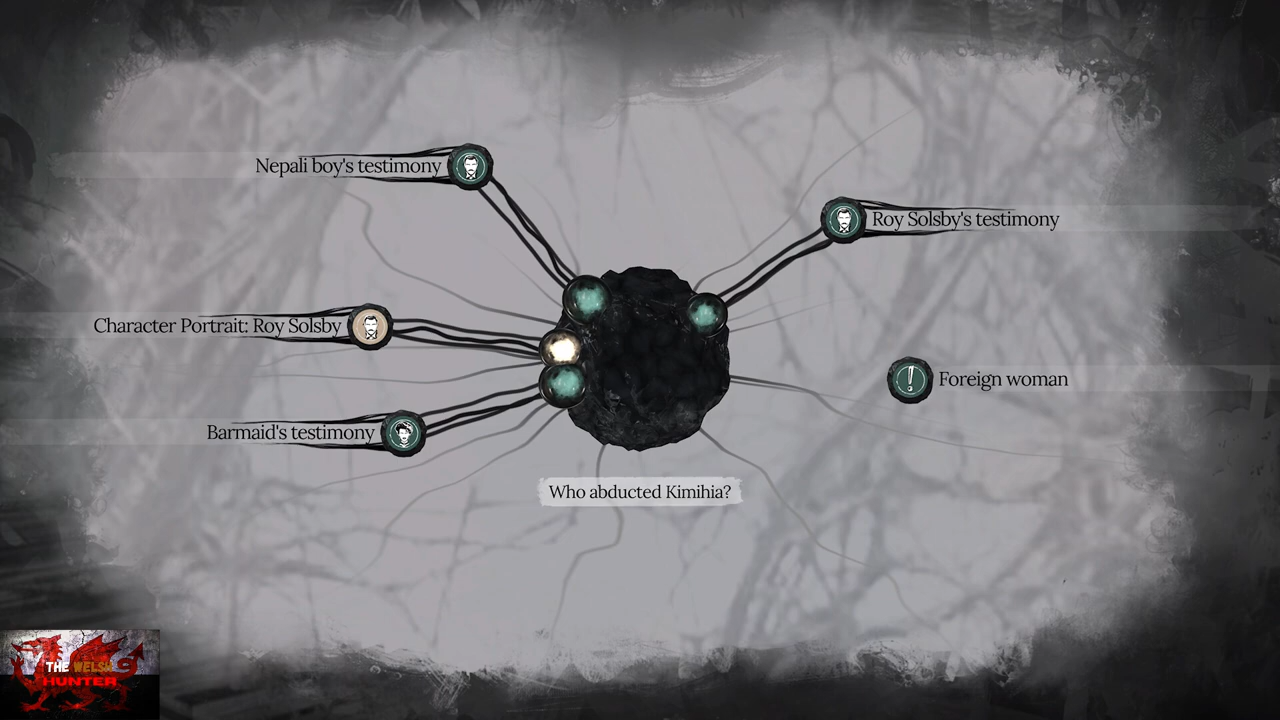 Nepali boy's testimony
Roy Solsby's testimony
Character Portrait: Roy Solsby
Foreign woman
Barmaid's testimony
Who abducted Kimihia?
THE WELSH
HUNTER